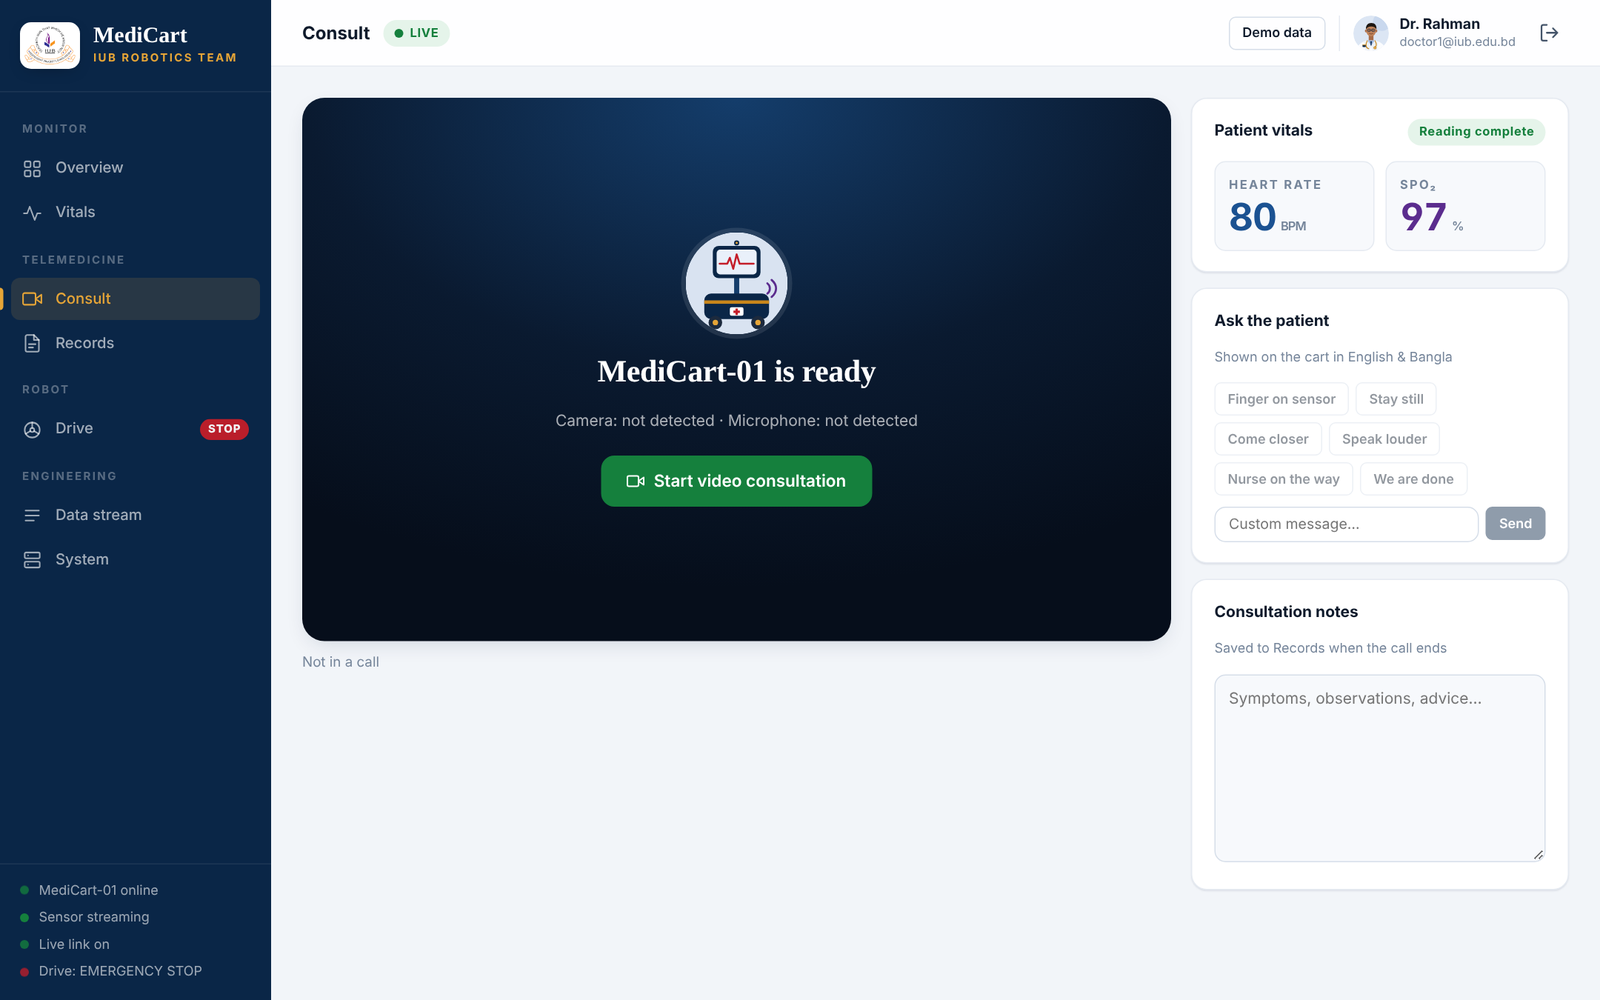 MediCart
IUB ROBOTICS TEAM
MONITOR
Overview
Vitals
TELEMEDICINE
Consult
Records
ROBOT
Drive STOP
ENGINEERING
Data stream
System
MediCart-01 online
Sensor streaming
Live link on
Drive: EMERGENCY STOP
Consult LIVE
Demo data
Dr. Rahman
doctor1@iub.edu.bd
MediCart-01 is ready
Camera: not detected · Microphone: not detected
Start video consultation
Not in a call
Patient vitals Reading complete
HEART RATE
80 BPM
SPO₂
97 %
Ask the patient
Shown on the cart in English & Bangla
Finger on sensor Stay still
Come closer Speak louder
Nurse on the way We are done
Custom message... Send
Consultation notes
Saved to Records when the call ends
Symptoms, observations, advice...